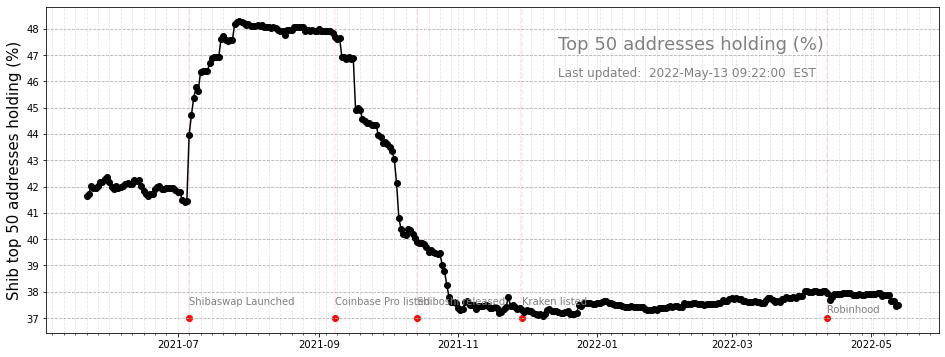 Top 50 addresses holding (%)
Last updated:  2022-May-13 09:22:00  EST
Shib top 50 addresses holding (%)
48
47
46
45
44
43
42
41
40
39
38
37
Shibaswap Launched
Coinbase Pro listed
Shiboshi released
Kraken listed
Robinhood
2021-07
2021-09
2021-11
2022-01
2022-03
2022-05